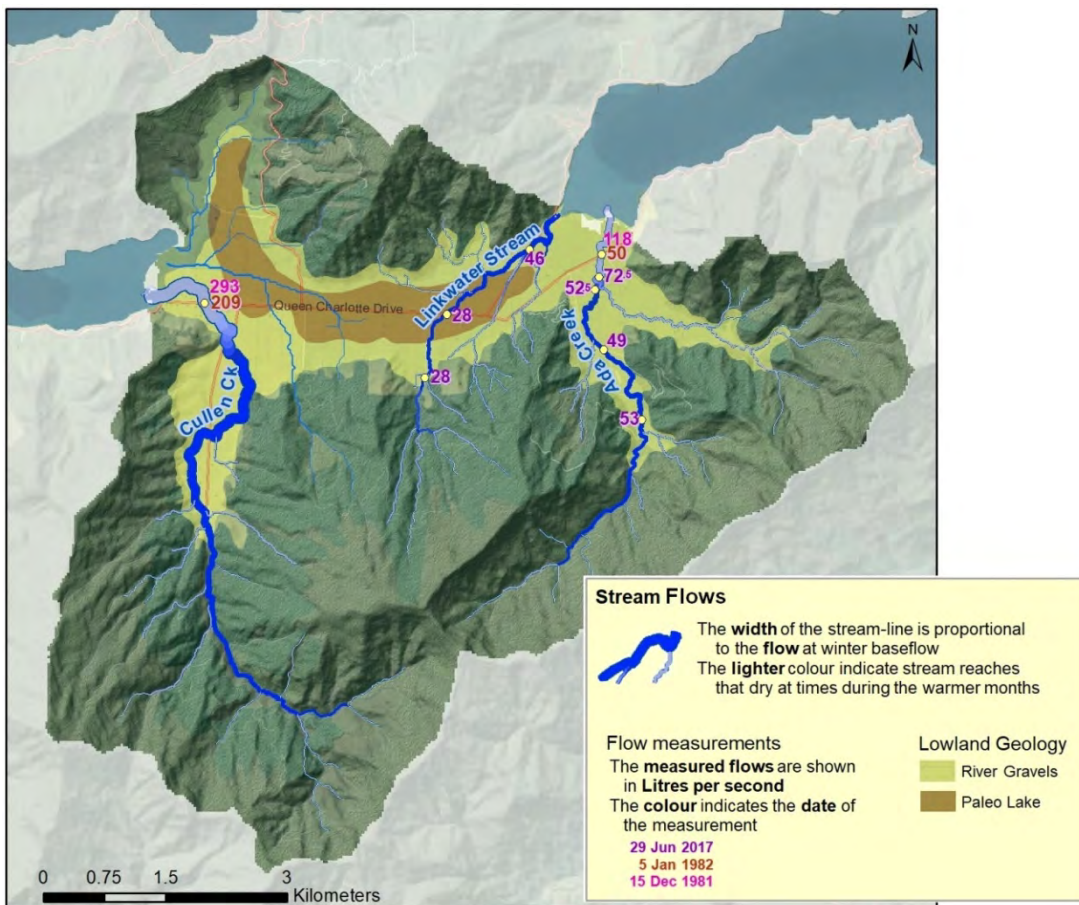 N
118
50
46
72.5
52.5
293
209
Queen Charlotte Drive
Linkwater Stream
28
Ada Creek
49
28
Cullen Ck
53
Stream Flows
The width of the stream-line is proportional
to the flow at winter baseflow
The lighter colour indicate stream reaches
that dry at times during the warmer months
Flow measurements
The measured flows are shown
in Litres per second
The colour indicates the date of
the measurement
29 Jun 2017
5 Jan 1982
15 Dec 1981
Lowland Geology
River Gravels
Paleo Lake
0 0.75 1.5 3
Kilometers